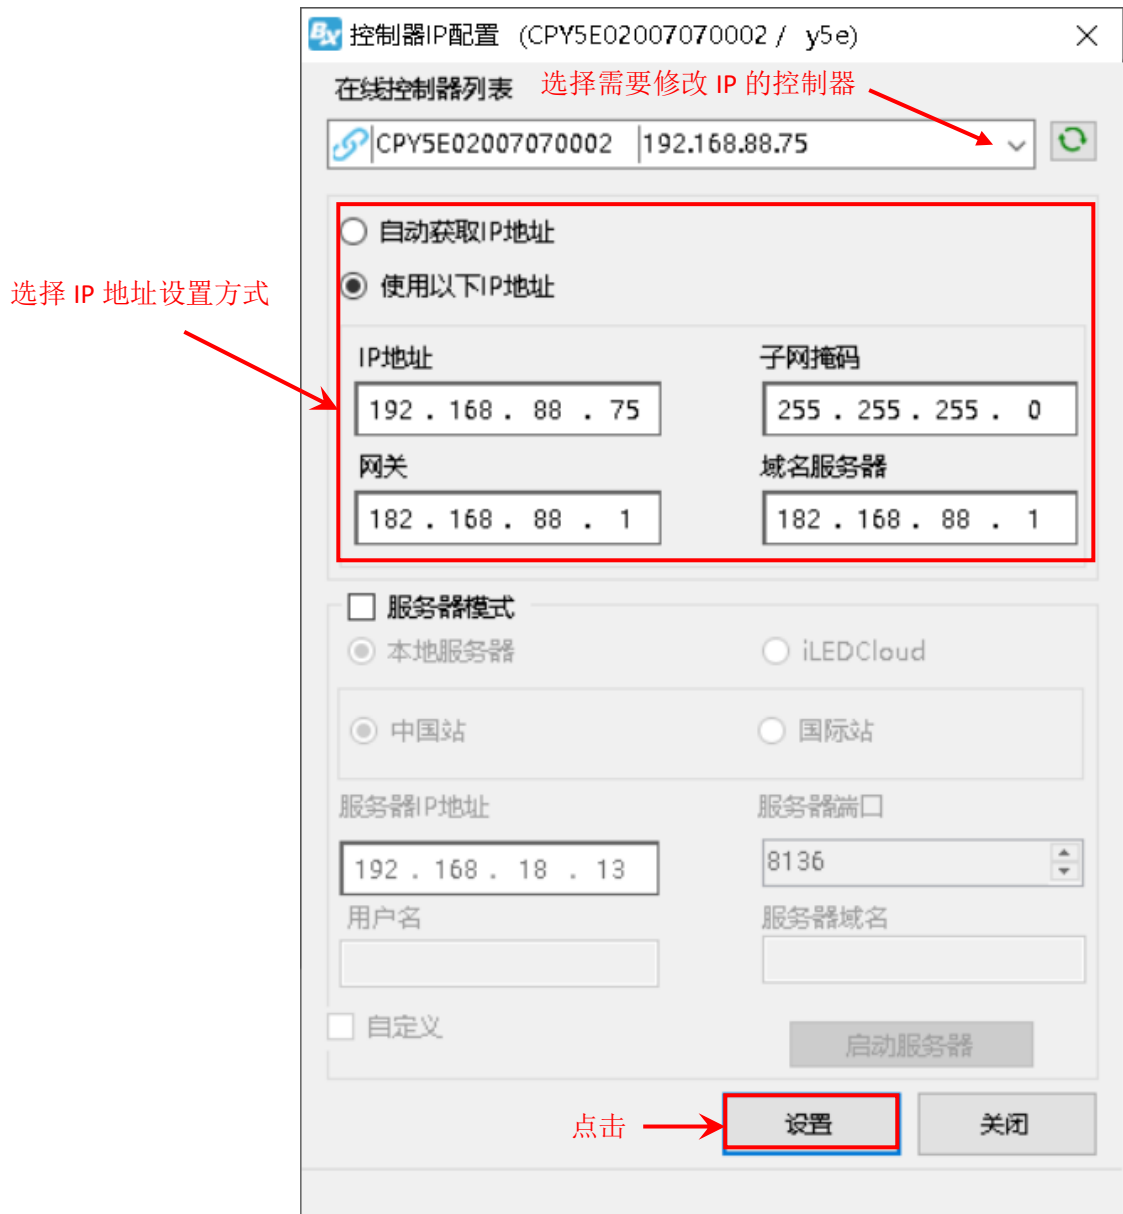 BX 控制器IP配置 (CPY5E02007070002 / y5e)
在线控制器列表 选择需要修改 IP 的控制器
CPY5E02007070002 192.168.88.75
自动获取IP地址
使用以下IP地址
选择 IP 地址设置方式
IP地址 子网掩码
192 . 168 . 88 . 75 255 . 255 . 255 . 0
网关 域名服务器
182 . 168 . 88 . 1 182 . 168 . 88 . 1
服务器模式
本地服务器 iLEDCloud
中国站 国际站
服务器IP地址 服务器端口
192 . 168 . 18 . 13 8136
用户名 服务器域名
自定义
启动服务器
点击 设置 关闭